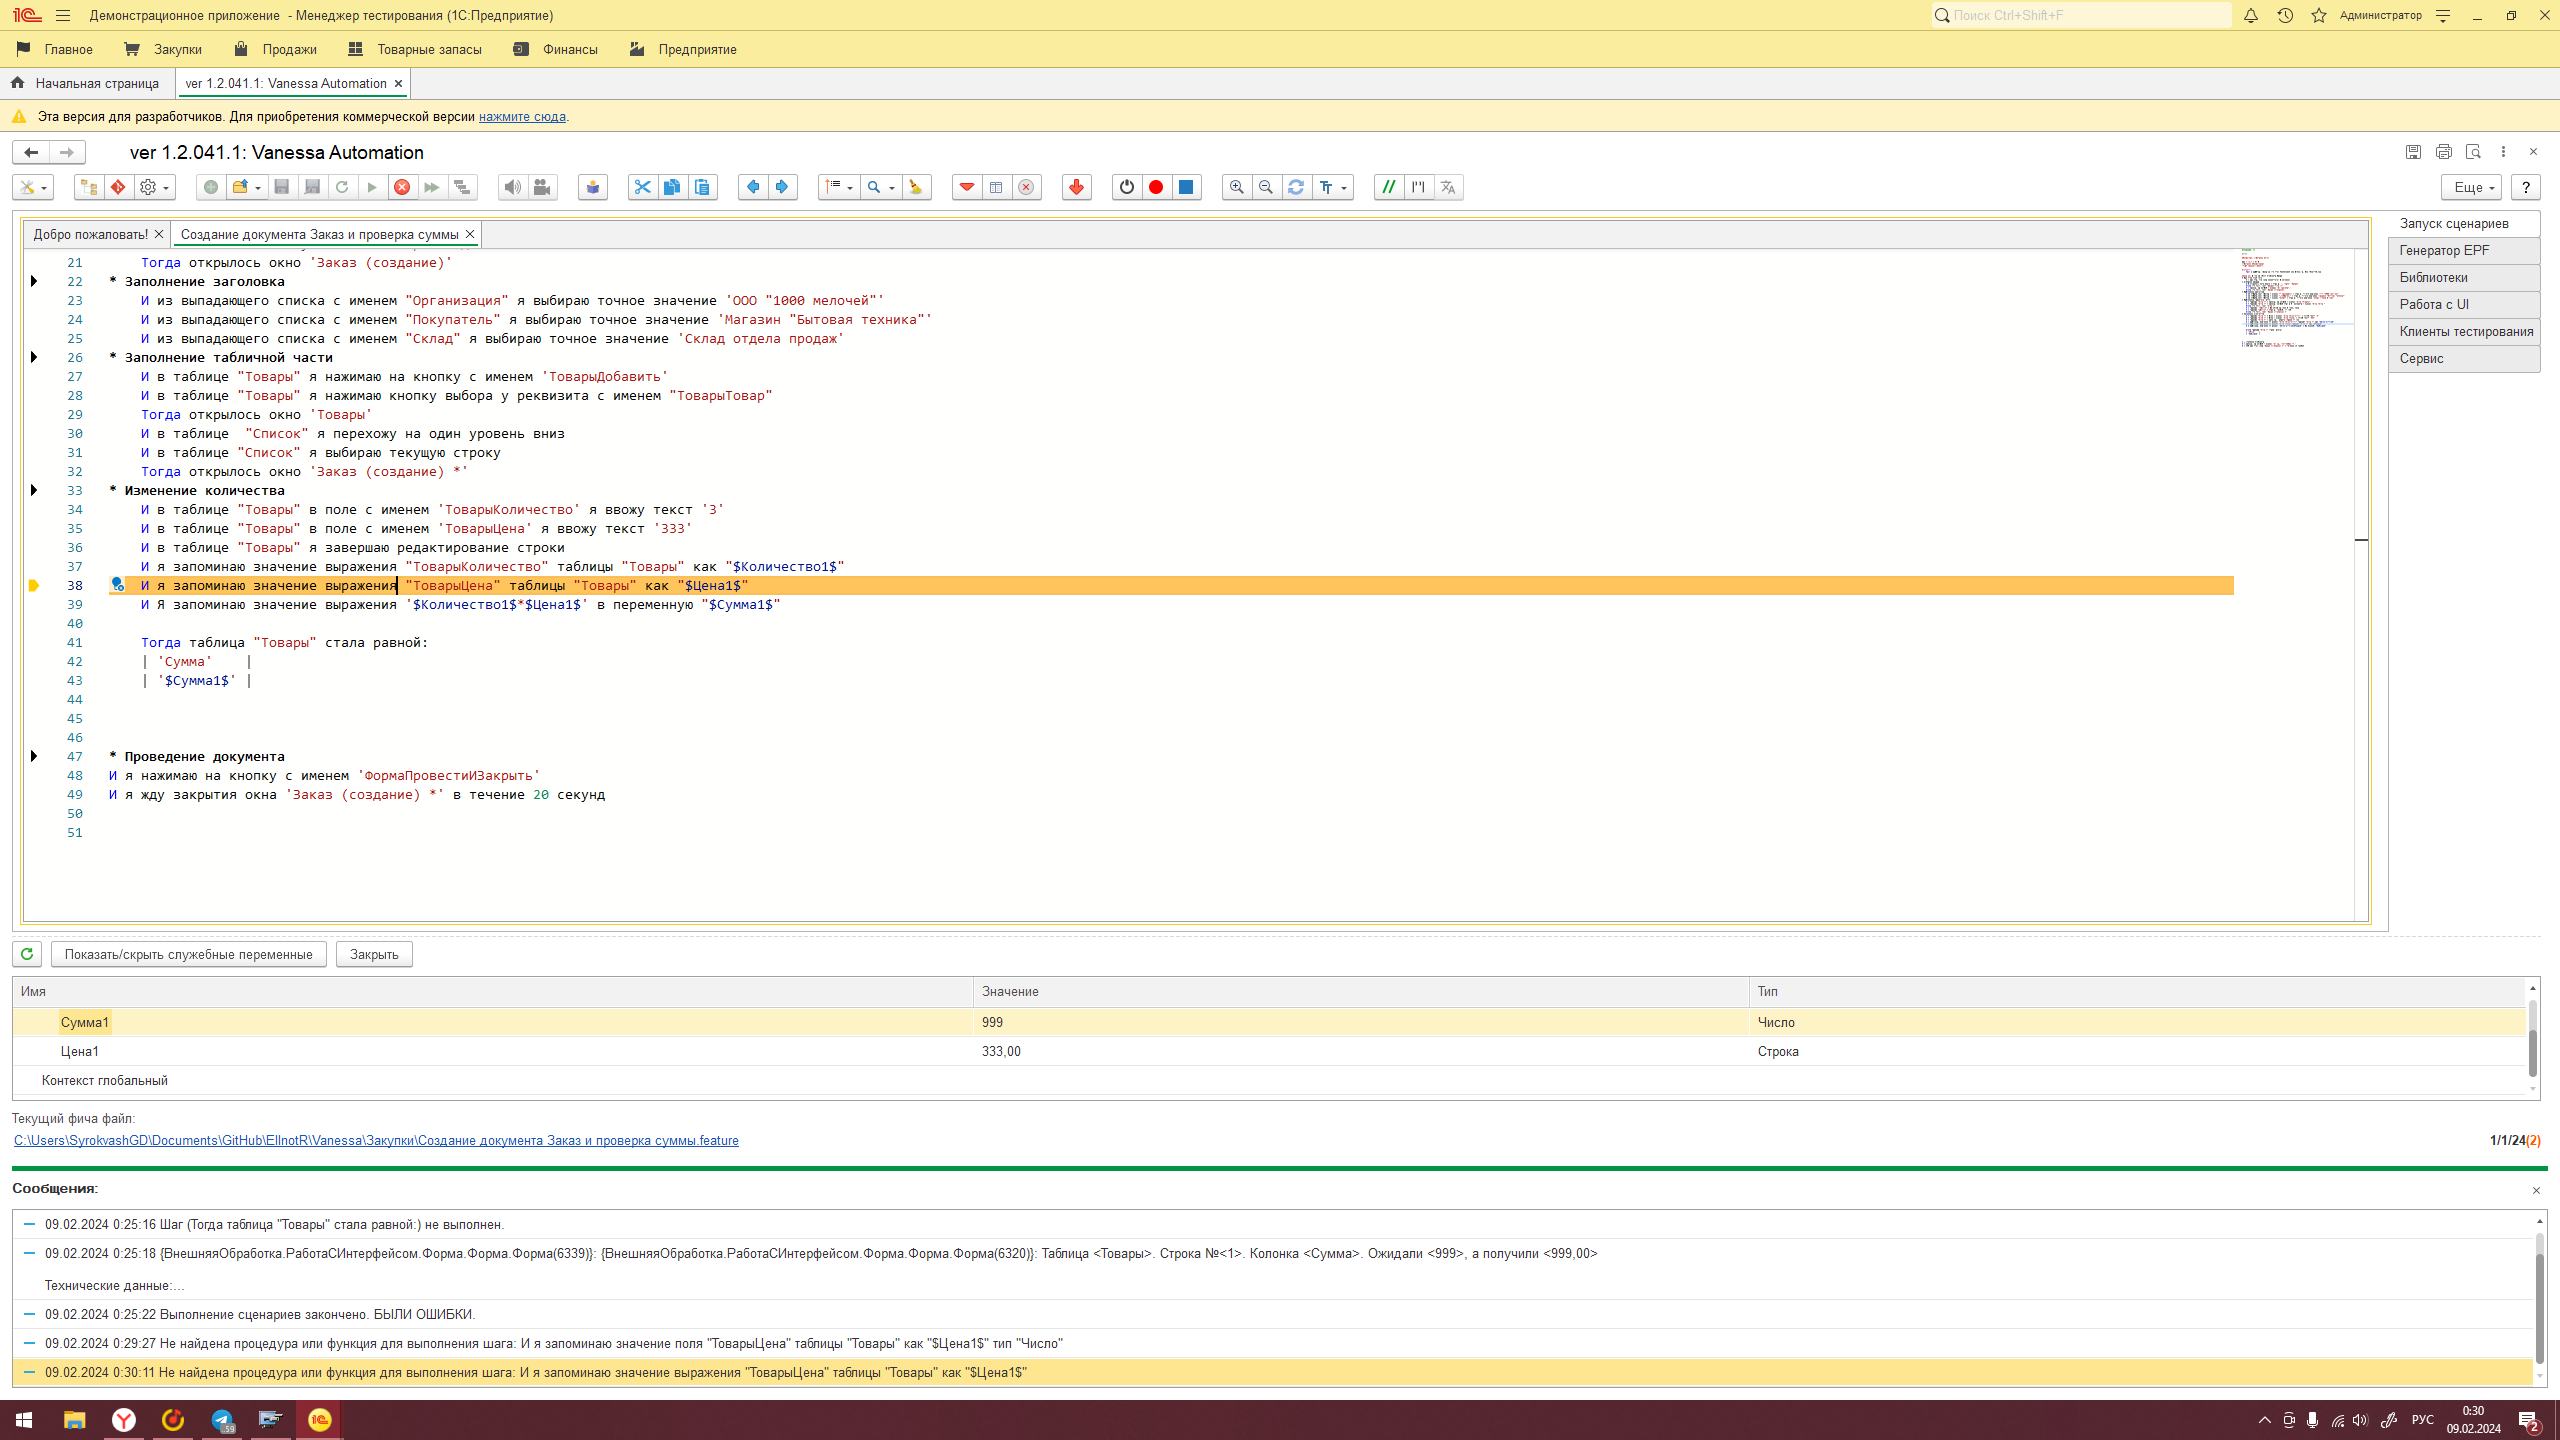 Демонстрационное приложение - Менеджер тестирования (1С:Предприятие)
Поиск Ctrl+Shift+F
Администратор
Главное Закупки Продажи Товарные запасы Финансы Предприятие
Начальная страница
ver 1.2.041.1: Vanessa Automation ×
Эта версия для разработчиков. Для приобретения коммерческой версии нажмите сюда.
ver 1.2.041.1: Vanessa Automation
Еще ?
Добро пожаловать! ×
Создание документа Заказ и проверка суммы ×
21 Тогда открылось окно 'Заказ (создание)'
22 * Заполнение заголовка
23 И из выпадающего списка с именем "Организация" я выбираю точное значение 'ООО "1000 мелочей"'
24 И из выпадающего списка с именем "Покупатель" я выбираю точное значение 'Магазин "Бытовая техника"'
25 И из выпадающего списка с именем "Склад" я выбираю точное значение 'Склад отдела продаж'
26 * Заполнение табличной части
27 И в таблице "Товары" я нажимаю на кнопку с именем 'ТоварыДобавить'
28 И в таблице "Товары" я нажимаю кнопку выбора у реквизита с именем "ТоварыТовар"
29 Тогда открылось окно 'Товары'
30 И в таблице  "Список" я перехожу на один уровень вниз
31 И в таблице "Список" я выбираю текущую строку
32 Тогда открылось окно 'Заказ (создание) *'
33 * Изменение количества
34 И в таблице "Товары" в поле с именем 'ТоварыКоличество' я ввожу текст '3'
35 И в таблице "Товары" в поле с именем 'ТоварыЦена' я ввожу текст '333'
36 И в таблице "Товары" я завершаю редактирование строки
37 И я запоминаю значение выражения "ТоварыКоличество" таблицы "Товары" как "$Количество1$"
38 И я запоминаю значение выражения "ТоварыЦена" таблицы "Товары" как "$Цена1$"
39 И Я запоминаю значение выражения '$Количество1$*$Цена1$' в переменную "$Сумма1$"
40
41 Тогда таблица "Товары" стала равной:
42 | 'Сумма'    |
43 | '$Сумма1$' |
44
45
46
47 * Проведение документа
48 И я нажимаю на кнопку с именем 'ФормаПровестиИЗакрыть'
49 И я жду закрытия окна 'Заказ (создание) *' в течение 20 секунд
50
51
Запуск сценариев
Генератор EPF
Библиотеки
Работа с UI
Клиенты тестирования
Сервис
Показать/скрыть служебные переменные Закрыть
Имя Значение Тип
Сумма1 999 Число
Цена1 333,00 Строка
Контекст глобальный
Текущий фича файл:
C:\Users\SyrokvashGD\Documents\GitHub\EllnotR\Vanessa\Закупки\Создание документа Заказ и проверка суммы.feature
1/1/24(2)
Сообщения:
09.02.2024 0:25:16 Шаг (Тогда таблица "Товары" стала равной:) не выполнен.
09.02.2024 0:25:18 {ВнешняяОбработка.РаботаСИнтерфейсом.Форма.Форма.Форма(6339)}: {ВнешняяОбработка.РаботаСИнтерфейсом.Форма.Форма.Форма(6320)}: Таблица <Товары>. Строка №<1>. Колонка <Сумма>. Ожидали <999>, а получили <999,00>
Технические данные:...
09.02.2024 0:25:22 Выполнение сценариев закончено. БЫЛИ ОШИБКИ.
09.02.2024 0:29:27 Не найдена процедура или функция для выполнения шага: И я запоминаю значение поля "ТоварыЦена" таблицы "Товары" как "$Цена1$" тип "Число"
09.02.2024 0:30:11 Не найдена процедура или функция для выполнения шага: И я запоминаю значение выражения "ТоварыЦена" таблицы "Товары" как "$Цена1$"
59
РУС
0:30
09.02.2024
2